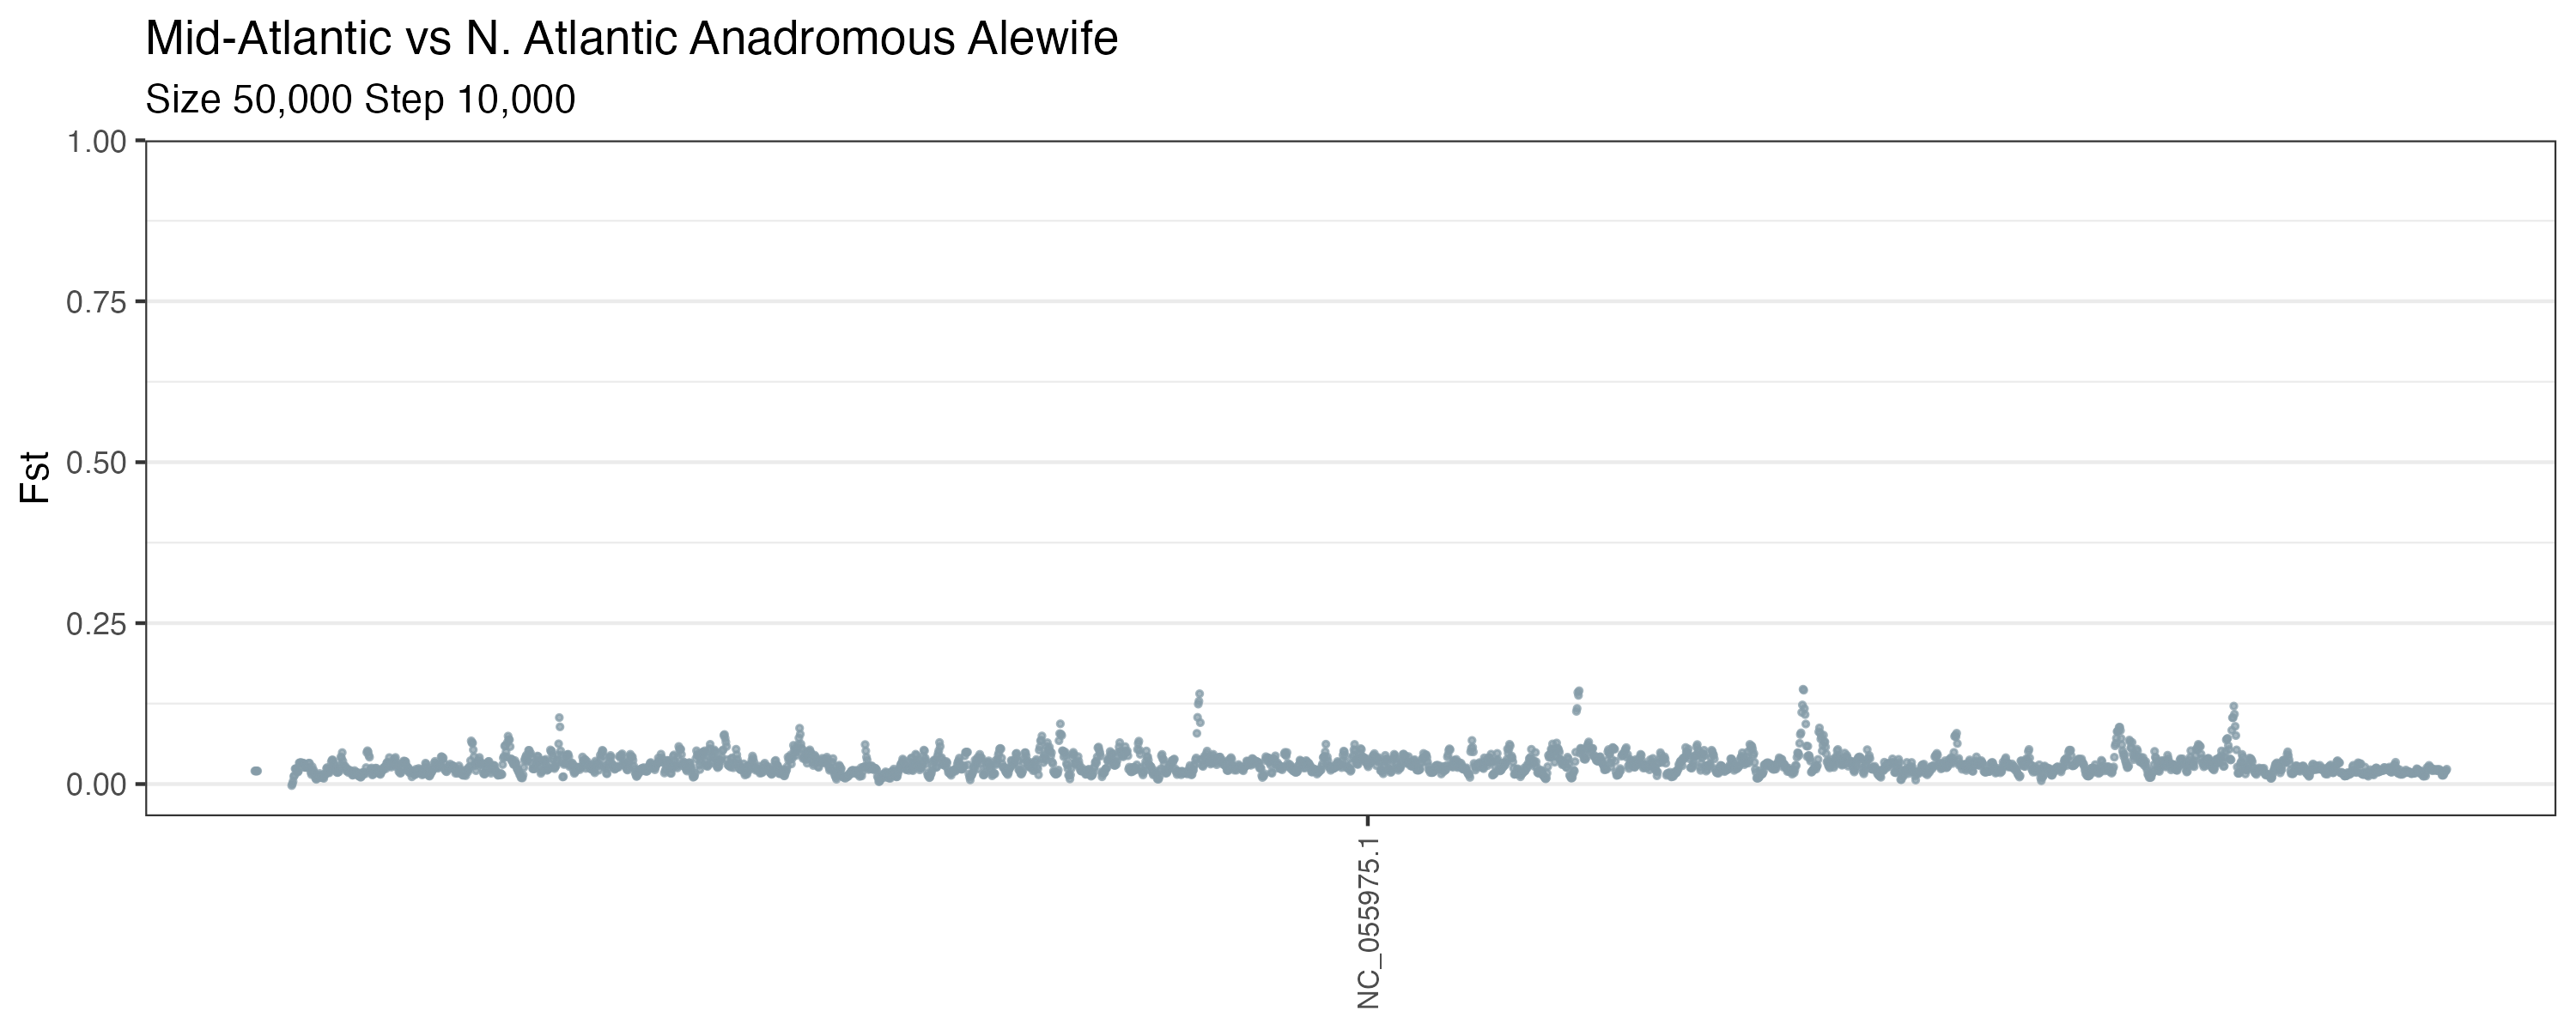 Mid-Atlantic vs N. Atlantic Anadromous Alewife
Size 50,000 Step 10,000
1.00
0.75
0.50
0.25
0.00
Fst
NC_055975.1